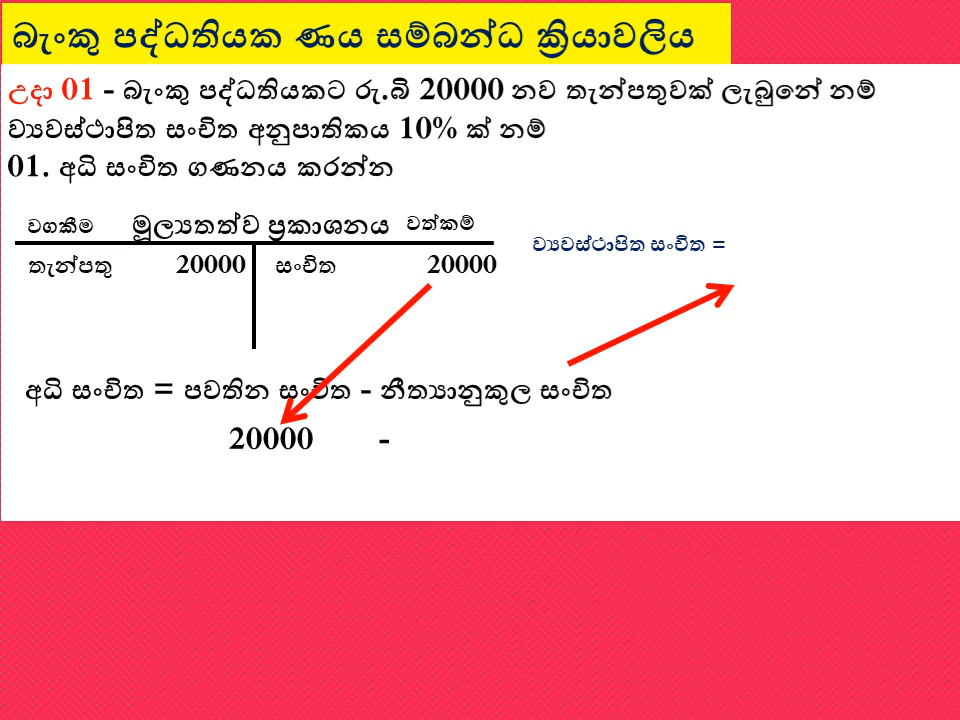 බැංකු පද්ධතියක ණය සම්බන්ධ ක්‍රියාවලිය
උදා 01 - බැංකු පද්ධතියකට රු.බි 20000 නව තැන්පතුවක් ලැබුනේ නම්
ව්‍යවස්ථාපිත සංචිත අනුපාතිකය 10% ක් නම්
01. අධි සංචිත ගණනය කරන්න
වගකීම මූල්‍යතත්ව ප්‍රකාශනය වත්කම්
තැන්පතු 20000 සංචිත 20000
ව්‍යවස්ථාපිත සංචිත =
අධි සංචිත = පවතින සංචිත - නීත්‍යානුකුල සංචිත
20000 -